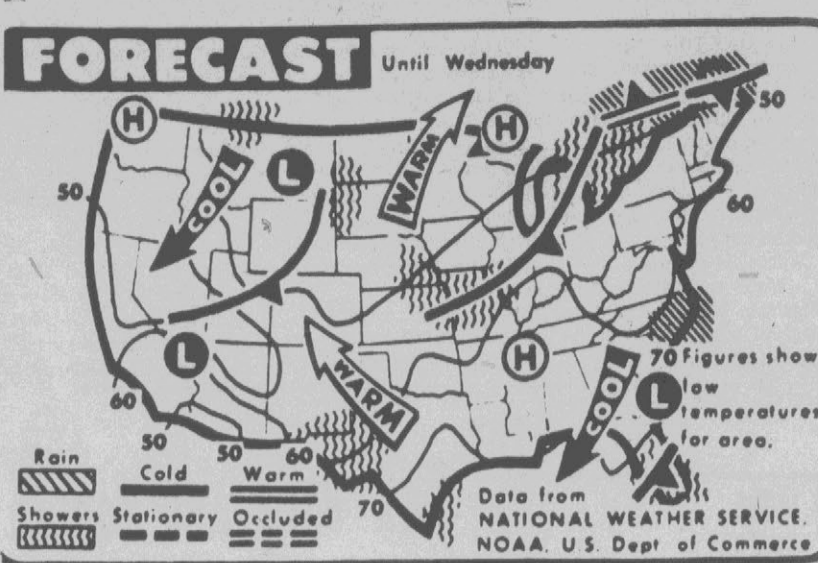 FORECAST
Until Wednesday
H
H
50
L
COOL
WARM
50
60
L
H
WARM
COOL
70 Figures show
L low
temperatures
for area.
60
50
50
60
70
Rain
Cold
Warm
Showers
Stationary
Occluded
Data from
NATIONAL WEATHER SERVICE.
NOAA. U.S. Dept of Commerce